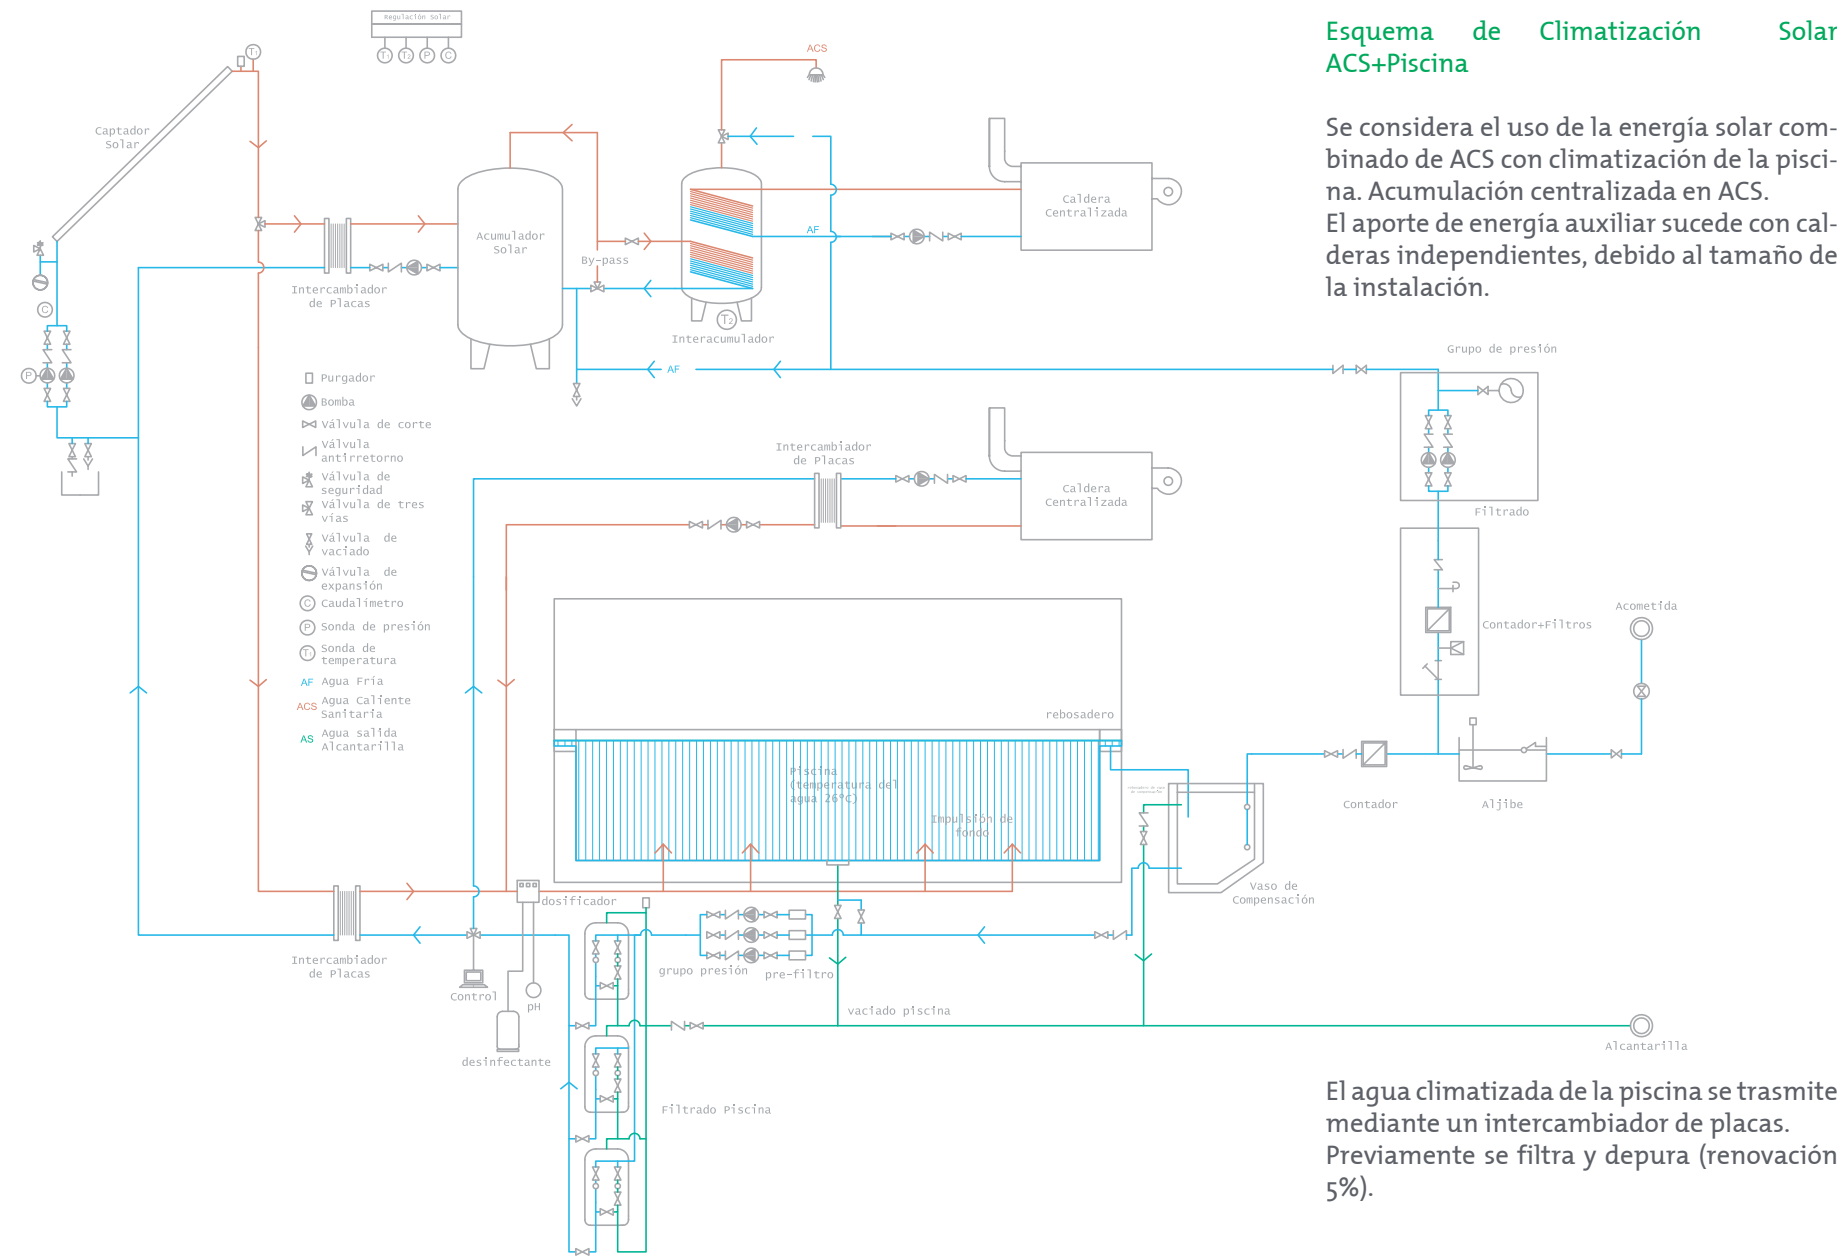 Regulación Solar
T₁ T₂ P C
T₁
ACS
Captador
Solar
Esquema de Climatización Solar
ACS+Piscina
Se considera el uso de la energía solar com-
binado de ACS con climatización de la pisci-
na. Acumulación centralizada en ACS.
El aporte de energía auxiliar sucede con cal-
deras independientes, debido al tamaño de
la instalación.
Caldera
Centralizada
Acumulador
Solar
AF
By-pass
Intercambiador
de Placas
C
T₂
Interacumulador
P
AF
Grupo de presión
Purgador
Bomba
Válvula de corte
Válvula
antirretorno
Válvula de
seguridad
Válvula de tres
vías
Válvula de
vaciado
Válvula de
expansión
C Caudalímetro
P Sonda de presión
T₁ Sonda de
temperatura
AF Agua Fría
ACS Agua Caliente
Sanitaria
AS Agua salida
Alcantarilla
Intercambiador
de Placas
Caldera
Centralizada
Filtrado
Contador+Filtros
Acometida
rebosadero
Piscina
(temperatura del
agua 26ºC)
Impulsión de
fondo
Contador
Aljibe
Vaso de
Compensación
dosificador
Intercambiador
de Placas
Control
pH
desinfectante
grupo presión
pre-filtro
vaciado piscina
Alcantarilla
Filtrado Piscina
El agua climatizada de la piscina se trasmite
mediante un intercambiador de placas.
Previamente se filtra y depura (renovación
5%).